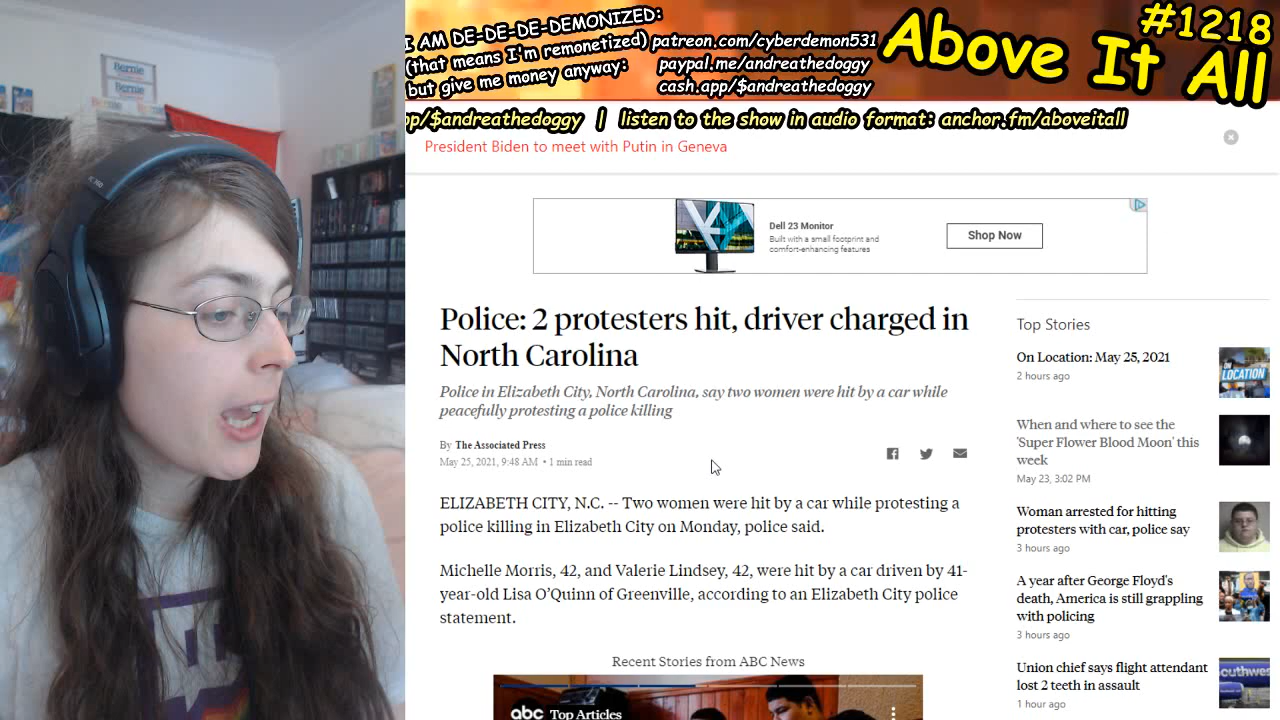 I AM DE-DE-DE-DEMONIZED:
(that means I'm remonetized)
but give me money anyway:
patreon.com/cyberdemon531
paypal.me/andreathedoggy
cash.app/$andreathedoggy
Above It All
#1218
pp/$andreathedoggy | listen to the show in audio format: anchor.fm/aboveitall
President Biden to meet with Putin in Geneva
Bernie
Bernie
Bernie
Dell 23 Monitor
Built with a small footprint and
comfort-enhancing features
Shop Now
Police: 2 protesters hit, driver charged in
North Carolina
Police in Elizabeth City, North Carolina, say two women were hit by a car while
peacefully protesting a police killing
By The Associated Press
May 25, 2021, 9:48 AM • 1 min read
ELIZABETH CITY, N.C. -- Two women were hit by a car while protesting a
police killing in Elizabeth City on Monday, police said.
Michelle Morris, 42, and Valerie Lindsey, 42, were hit by a car driven by 41-
year-old Lisa O’Quinn of Greenville, according to an Elizabeth City police
statement.
Recent Stories from ABC News
abc Top Articles
Top Stories
On Location: May 25, 2021
2 hours ago
ON
LOCATION
When and where to see the
'Super Flower Blood Moon' this
week
May 23, 3:02 PM
Woman arrested for hitting
protesters with car, police say
3 hours ago
A year after George Floyd's
death, America is still grappling
with policing
3 hours ago
Union chief says flight attendant
lost 2 teeth in assault
1 hour ago